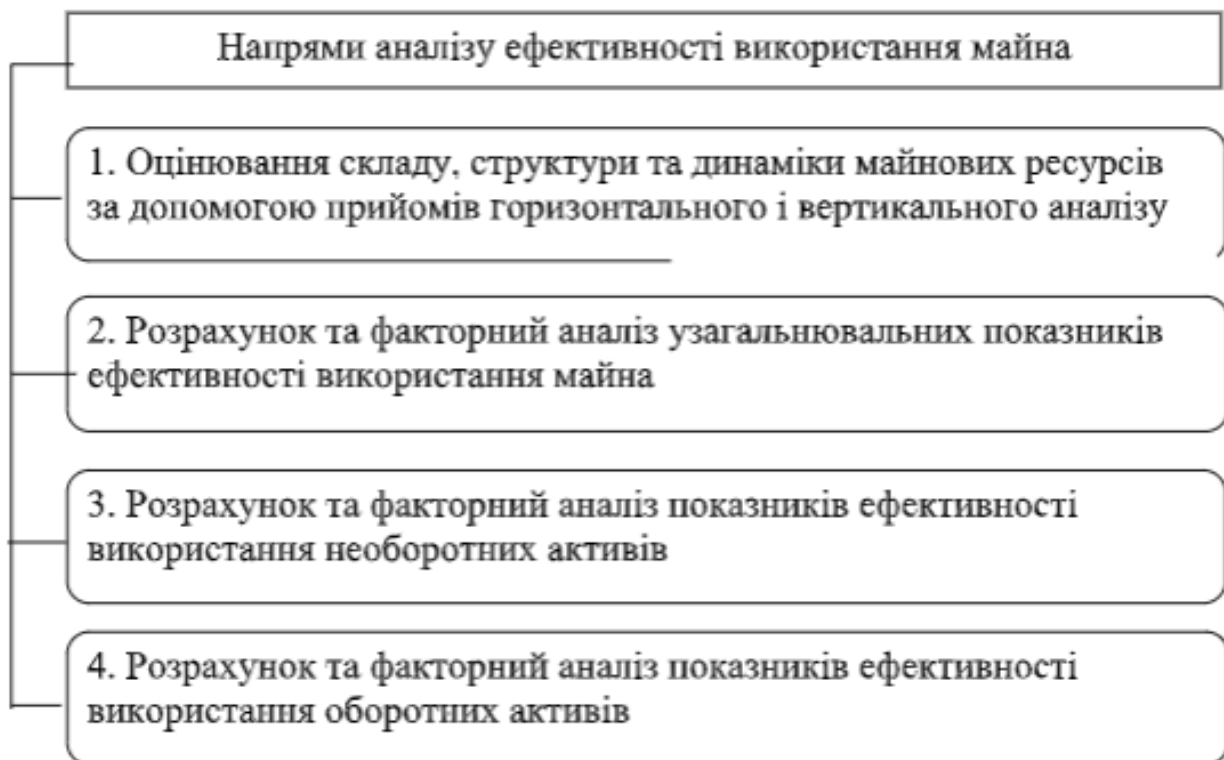 Напрями аналізу ефективності використання майна
1. Оцінювання складу, структури та динаміки майнових ресурсів
за допомогою прийомів горизонтального і вертикального аналізу
2. Розрахунок та факторний аналіз узагальнювальних показників
ефективності використання майна
3. Розрахунок та факторний аналіз показників ефективності
використання необоротних активів
4. Розрахунок та факторний аналіз показників ефективності
використання оборотних активів